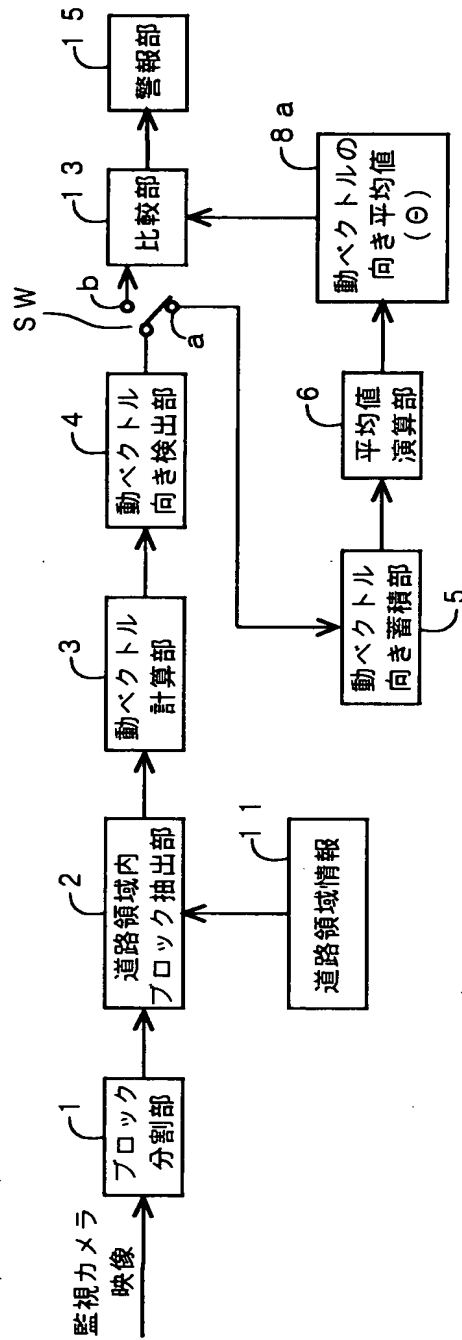 監視カメラ
映像
1
ブロック
分割部
2
道路領域内
ブロック抽出部
11
道路領域情報
3
動ベクトル
計算部
4
動ベクトル
向き検出部
SW
b
a
13
比較部
15
警報部
5
動ベクトル
向き蓄積部
6
平均値
演算部
8a
動ベクトルの
向き平均値
(Θ)